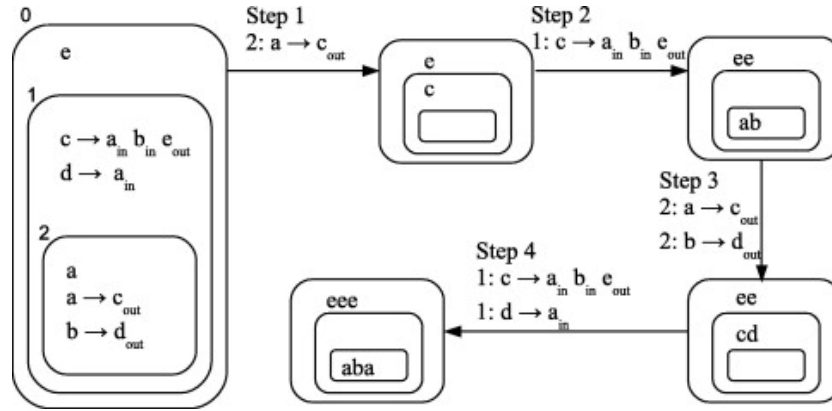 0
e
1
c → a_in b_in e_out
d → a_in
2
a
a → c_out
b → d_out
Step 1
2: a → c_out
e
c
Step 2
1: c → a_in b_in e_out
ee
ab
Step 3
2: a → c_out
2: b → d_out
ee
cd
Step 4
1: c → a_in b_in e_out
1: d → a_in
eee
aba